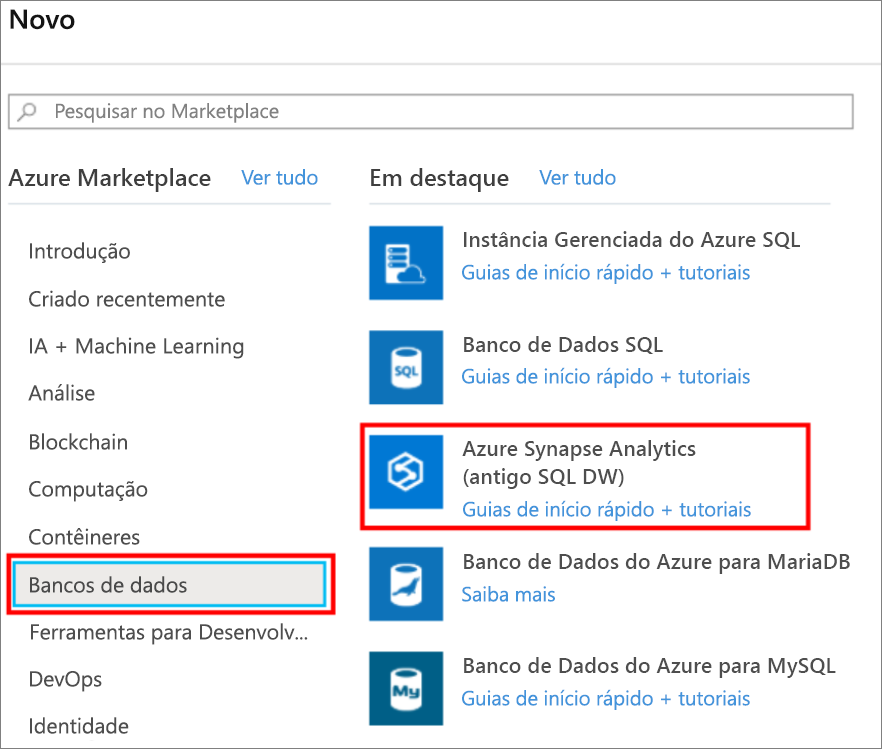 Novo
Pesquisar no Marketplace
Azure Marketplace Ver tudo
Introdução
Criado recentemente
IA + Machine Learning
Análise
Blockchain
Computação
Contêineres
Bancos de dados
Ferramentas para Desenvolv...
DevOps
Identidade
Em destaque Ver tudo
Instância Gerenciada do Azure SQL
Guias de início rápido + tutoriais
SQL
Banco de Dados SQL
Guias de início rápido + tutoriais
Azure Synapse Analytics
(antigo SQL DW)
Guias de início rápido + tutoriais
Banco de Dados do Azure para MariaDB
Saiba mais
My
Banco de Dados do Azure para MySQL
Guias de início rápido + tutoriais